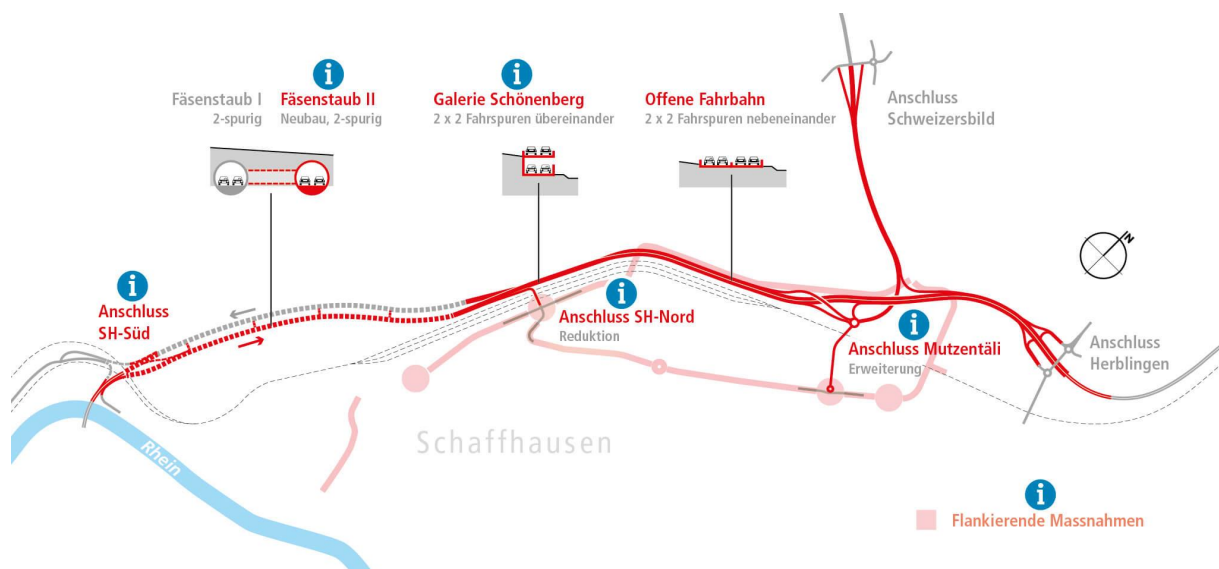 i
i
Fäsenstaub I
2-spurig
Fäsenstaub II
Neubau, 2-spurig
Galerie Schönenberg
2 x 2 Fahrspuren übereinander
Offene Fahrbahn
2 x 2 Fahrspuren nebeneinander
Anschluss
Schweizersbild
N
i
Anschluss
SH-Süd
i
Anschluss SH-Nord
Reduktion
i
Anschluss Mutzentäli
Erweiterung
Anschluss
Herblingen
Schaffhausen
Rhein
i
Flankierende Massnahmen